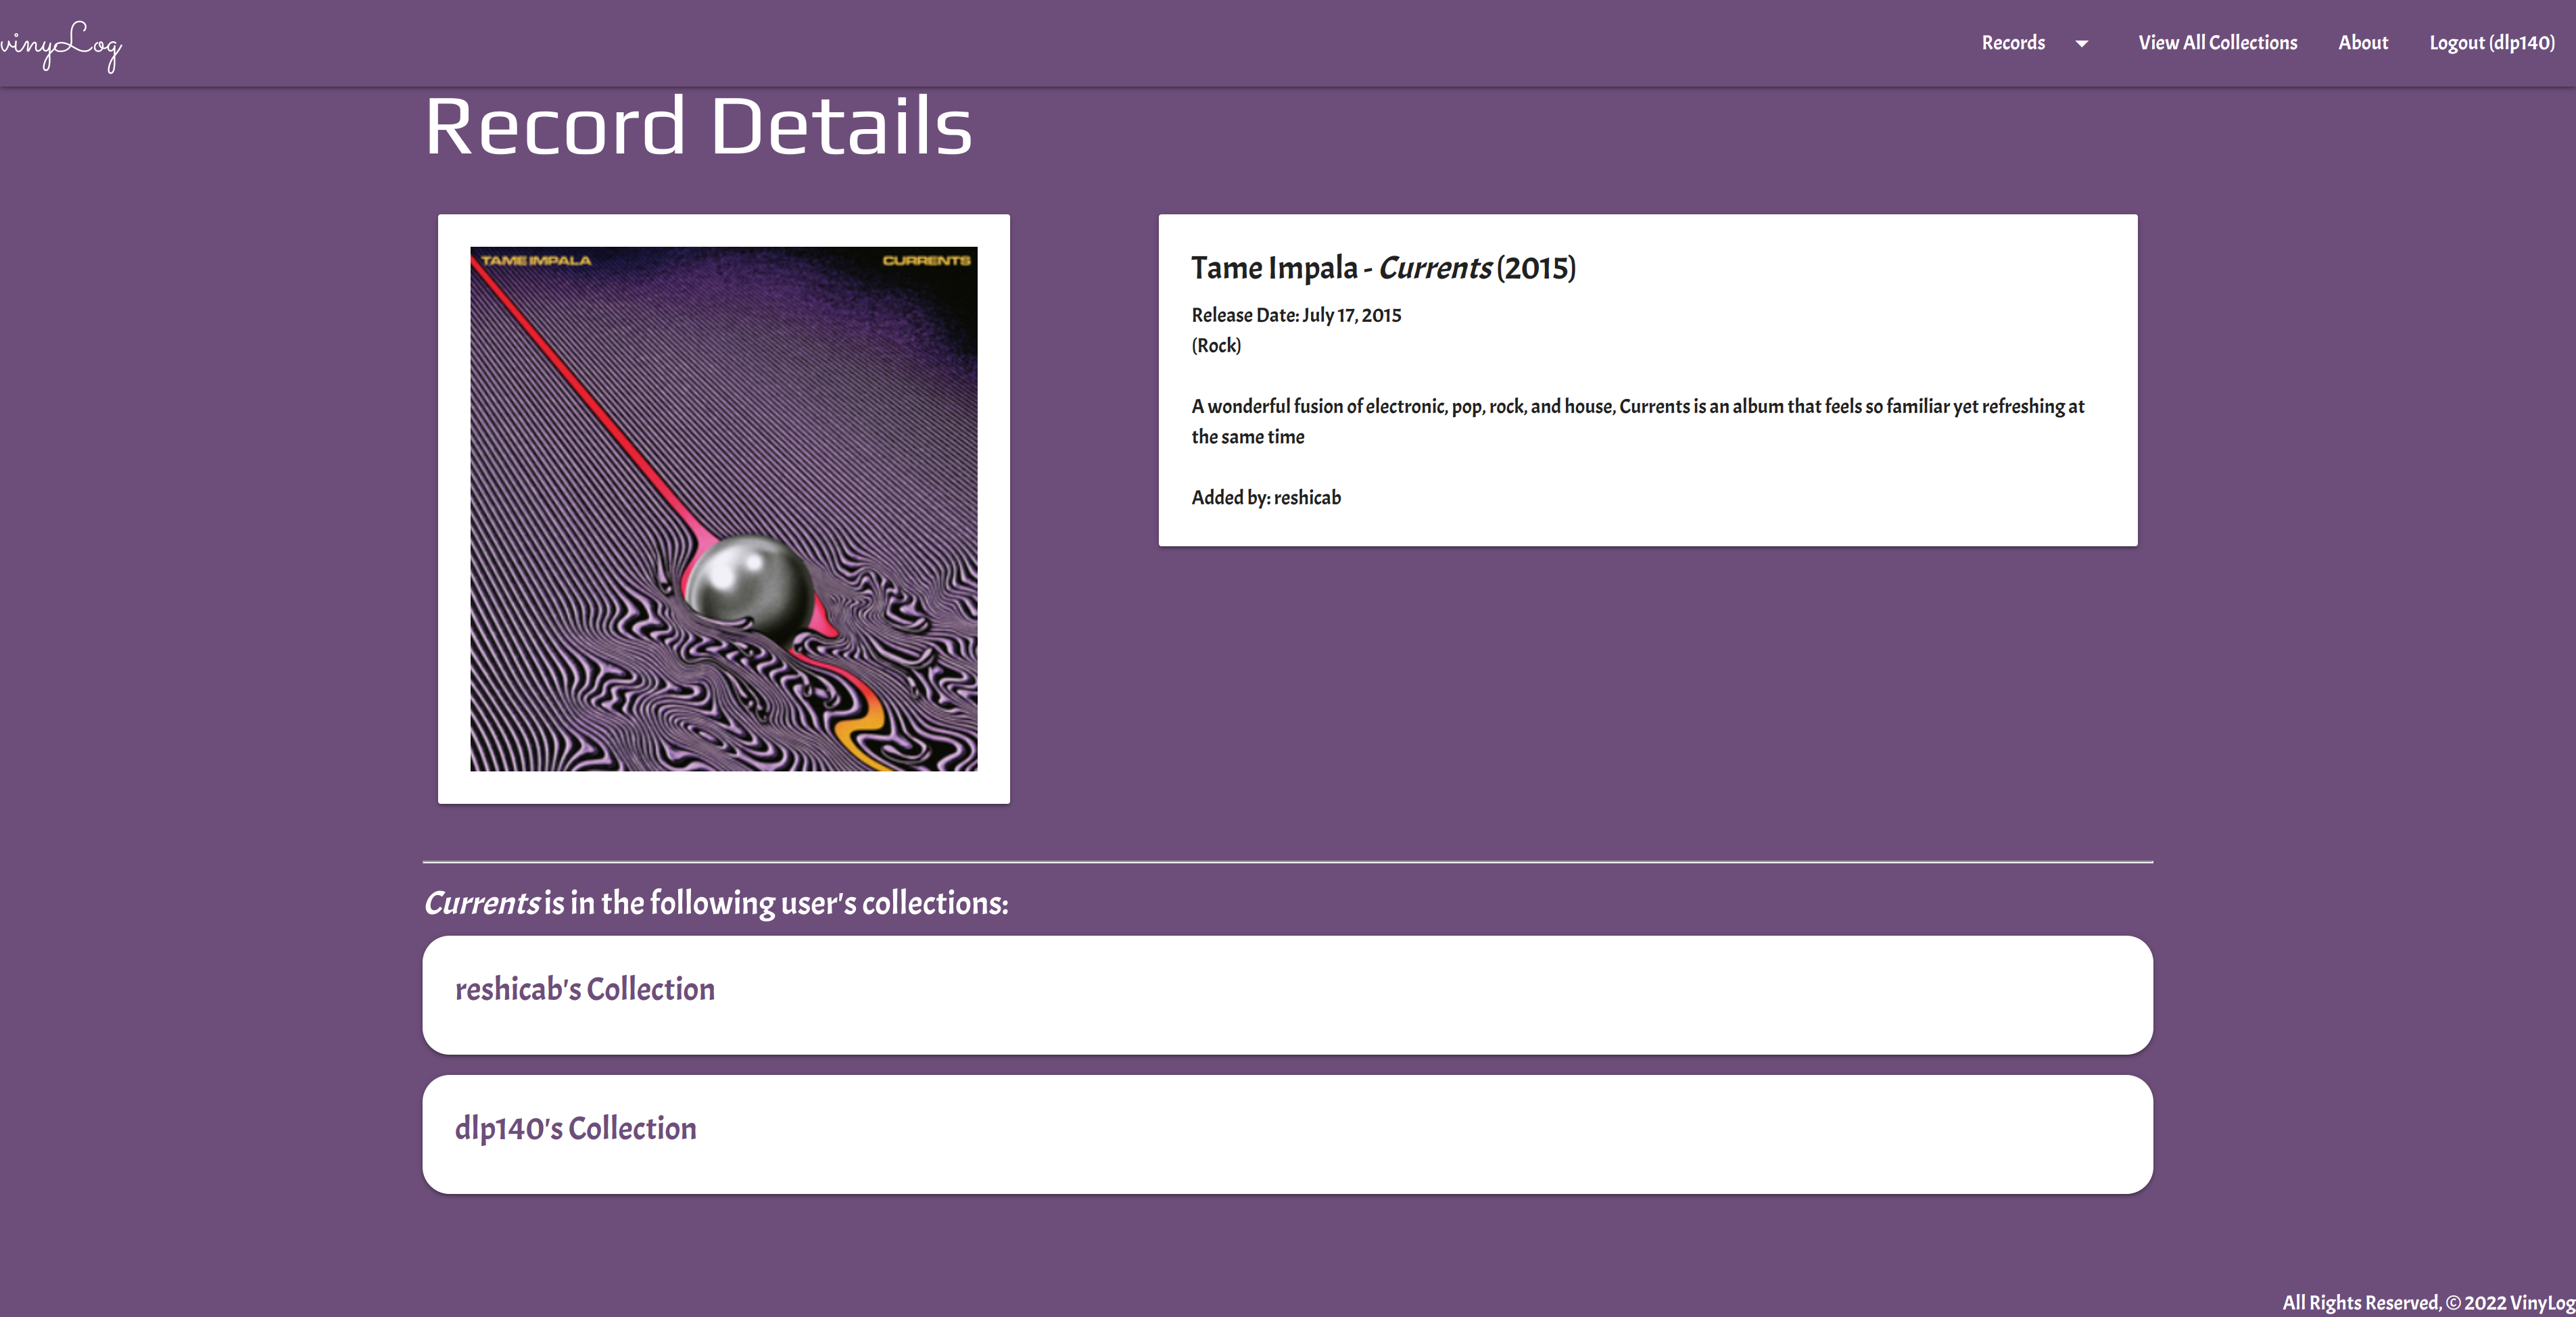 vinyLog
Records View All Collections About Logout (dlp140)
Record Details
TAME IMPALA CURRENTS
Tame Impala - Currents (2015)
Release Date: July 17, 2015
(Rock)
A wonderful fusion of electronic, pop, rock, and house, Currents is an album that feels so familiar yet refreshing at
the same time
Added by: reshicab
Currents is in the following user's collections:
reshicab's Collection
dlp140's Collection
All Rights Reserved, © 2022 VinyLog